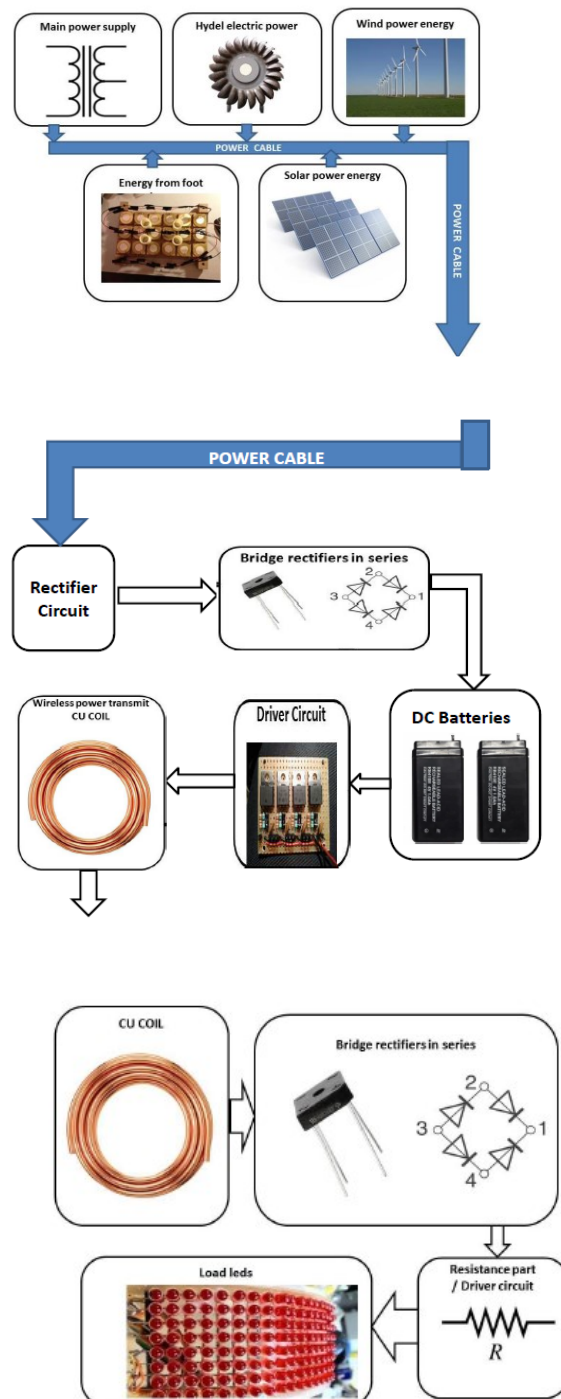 Main power supply
Hydel electric power
Wind power energy
POWER CABLE
Energy from foot
Solar power energy
POWER CABLE
POWER CABLE
Rectifier
Circuit
Bridge rectifiers in series
2
3
1
4
Wireless power transmit
CU COIL
Driver Circuit
DC Batteries
CU COIL
Bridge rectifiers in series
2
3
1
4
Load leds
Resistance part
/ Driver circuit
R